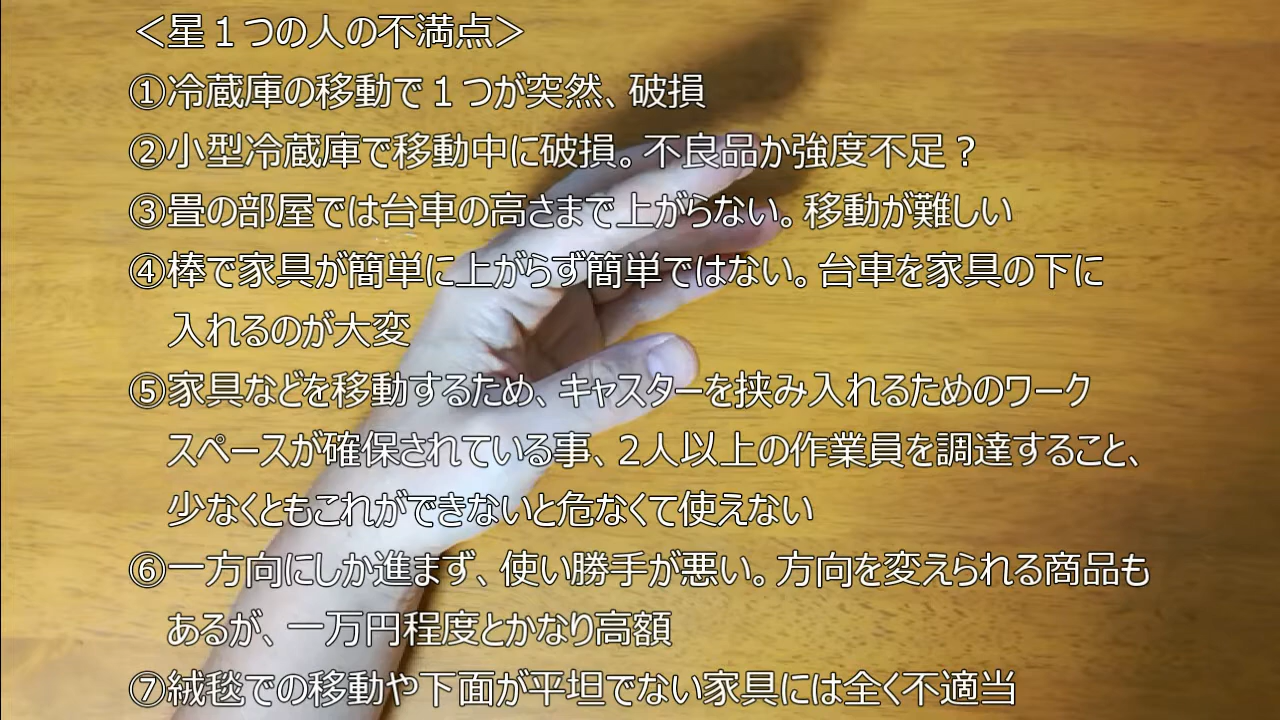 ＜星１つの人の不満点＞
①冷蔵庫の移動で１つが突然、破損
②小型冷蔵庫で移動中に破損。不良品か強度不足？
③畳の部屋では台車の高さまで上がらない。移動が難しい
④棒で家具が簡単に上がらず簡単ではない。台車を家具の下に
入れるのが大変
⑤家具などを移動するため、キャスターを挟み入れるためのワーク
スペースが確保されている事、2人以上の作業員を調達すること、
少なくともこれができないと危なくて使えない
⑥一方向にしか進まず、使い勝手が悪い。方向を変えられる商品も
あるが、一万円程度とかなり高額
⑦絨毯での移動や下面が平坦でない家具には全く不適当